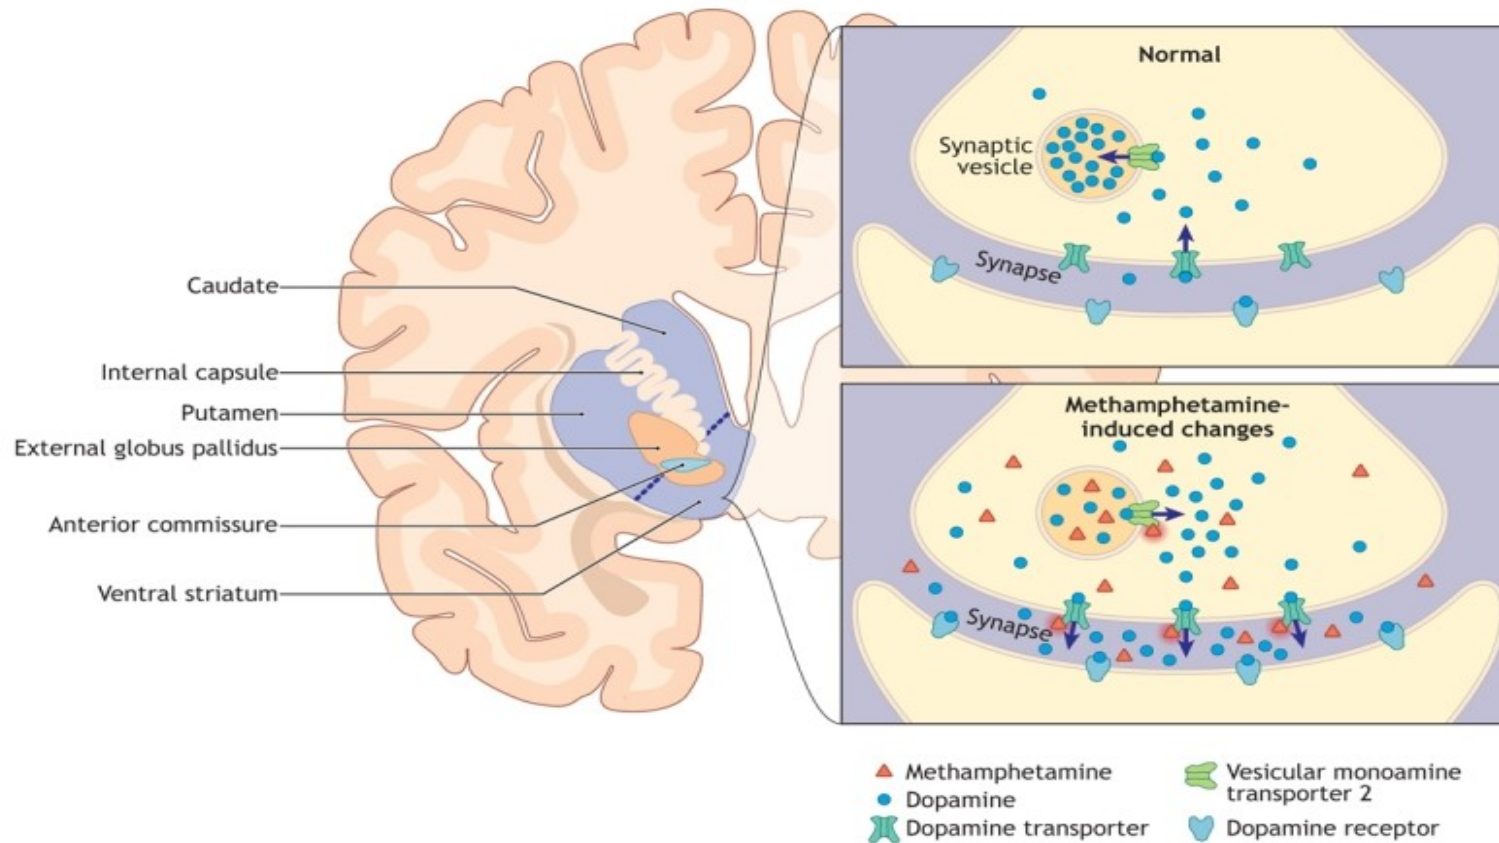 Normal
Synaptic
vesicle
Synapse
Caudate
Internal capsule
Putamen
External globus pallidus
Anterior commissure
Ventral striatum
Methamphetamine-
induced changes
Synapse
Methamphetamine
Dopamine
Dopamine transporter
Vesicular monoamine
transporter 2
Dopamine receptor